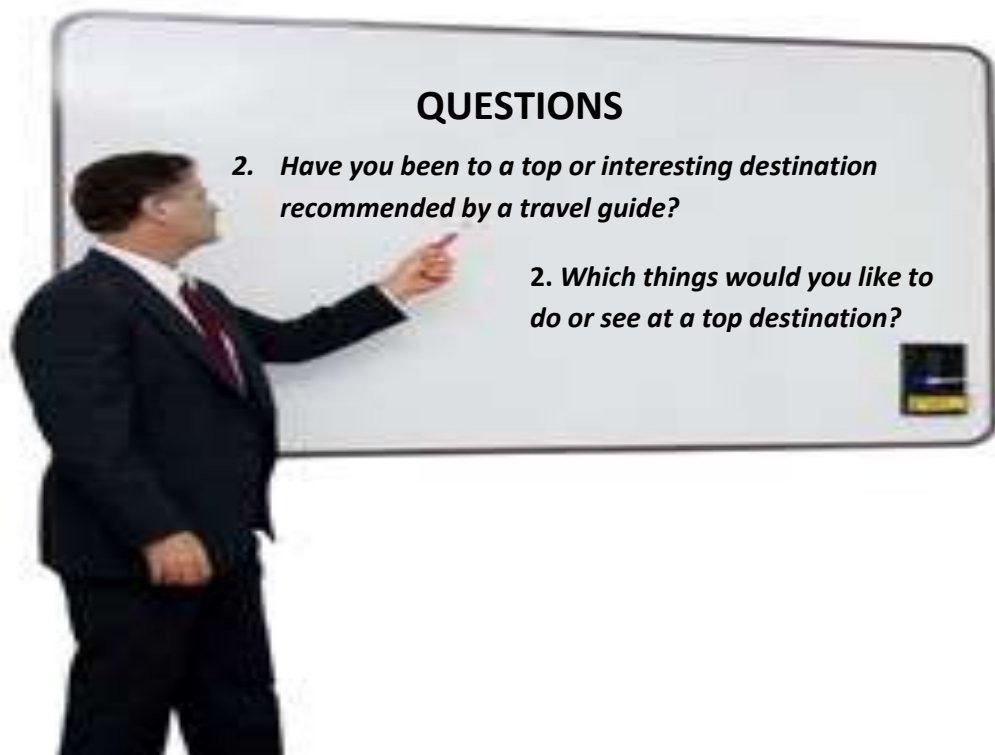 QUESTIONS
2. Have you been to a top or interesting destination
recommended by a travel guide?
2. Which things would you like to
do or see at a top destination?